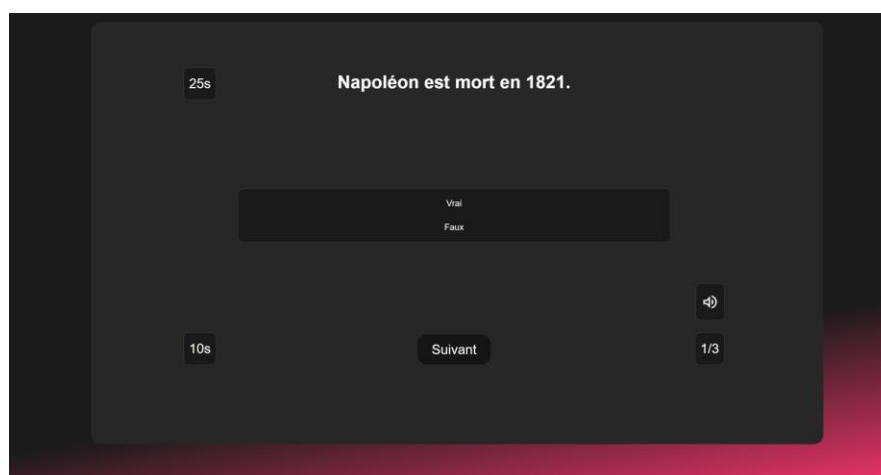 25s
Napoléon est mort en 1821.
Vrai
Faux
10s
Suivant
1/3